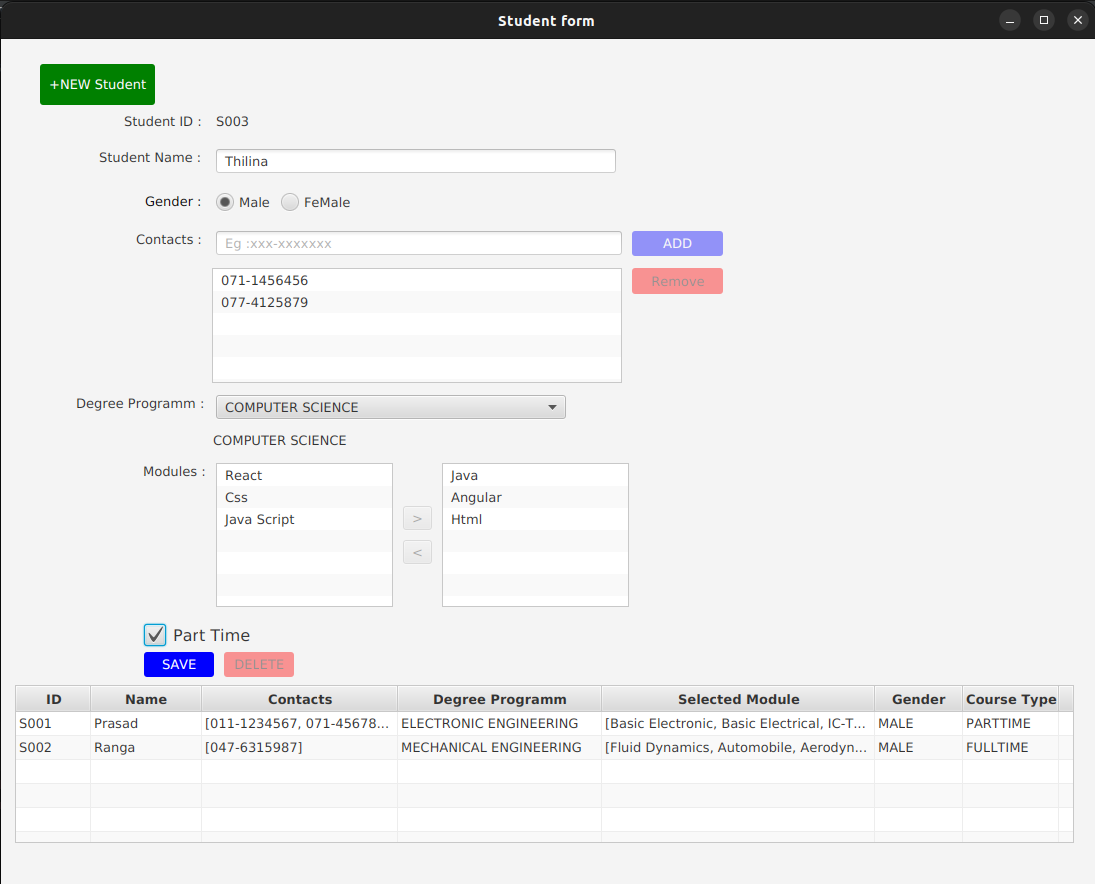 Student form
+NEW Student
Student ID : S003
Student Name : Thilina
Gender : Male FeMale
Contacts : Eg :xxx-xxxxxxx ADD
071-1456456 Remove
077-4125879
Degree Programm : COMPUTER SCIENCE
COMPUTER SCIENCE
Modules : React Java
Css Angular
Java Script Html
>
<
Part Time
SAVE DELETE
ID Name Contacts Degree Programm Selected Module Gender Course Type
S001 Prasad [011-1234567, 071-45678... ELECTRONIC ENGINEERING [Basic Electronic, Basic Electrical, IC-T... MALE PARTTIME
S002 Ranga [047-6315987] MECHANICAL ENGINEERING [Fluid Dynamics, Automobile, Aerodyn... MALE FULLTIME